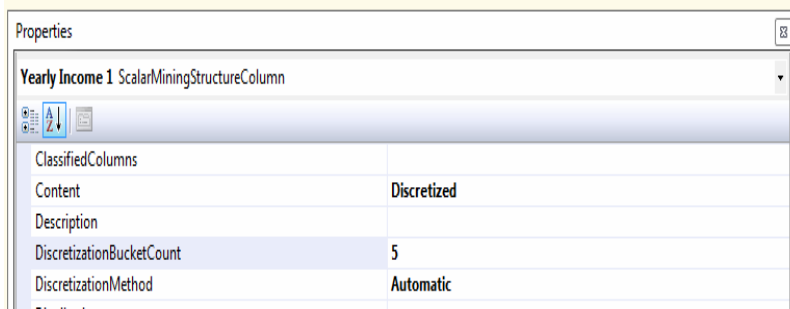 Properties
Yearly Income 1 ScalarMiningStructureColumn
ClassifiedColumns
Content Discretized
Description
DiscretizationBucketCount 5
DiscretizationMethod Automatic